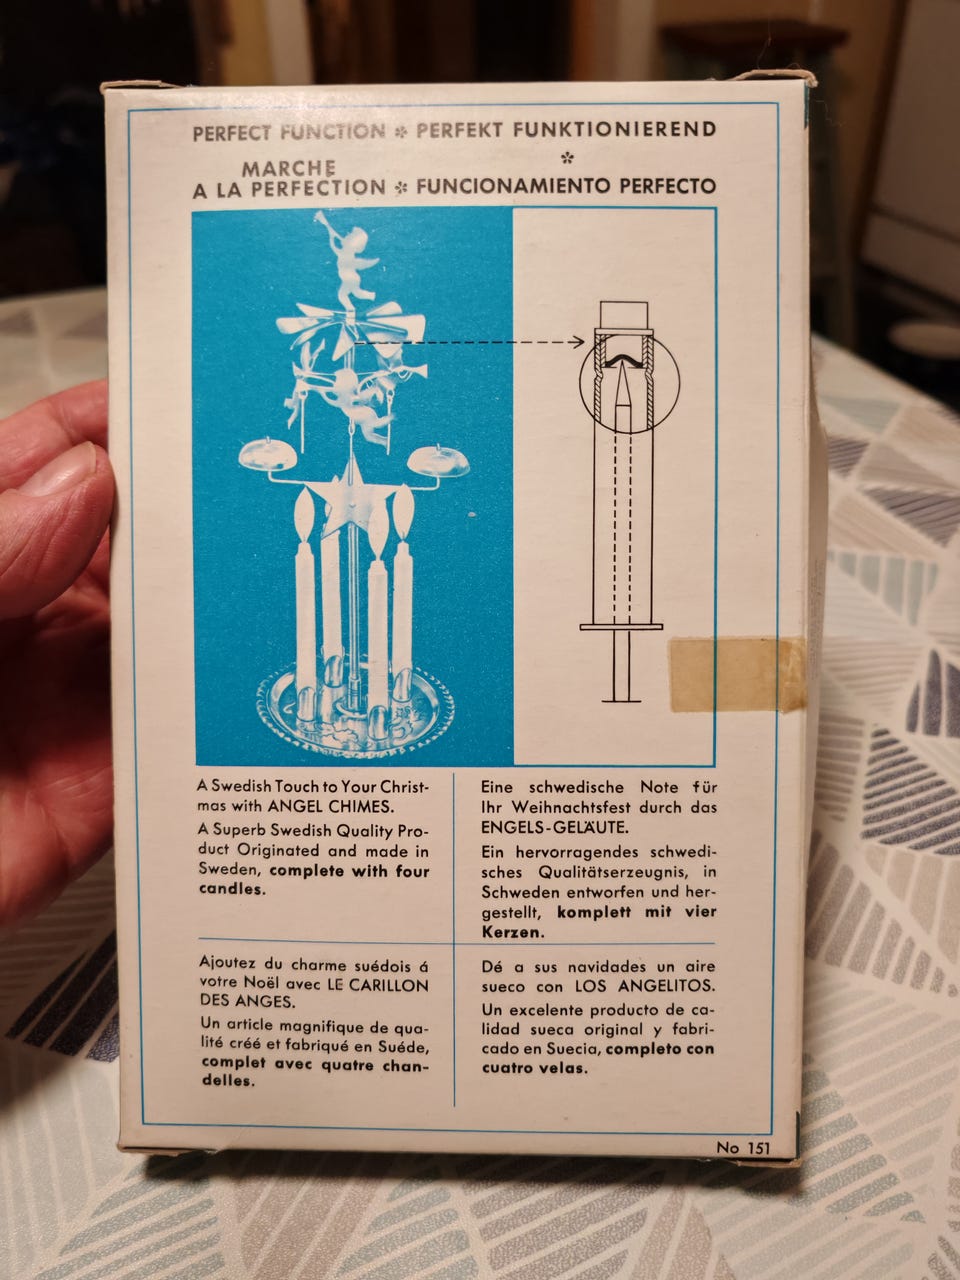 PERFECT FUNCTION * PERFEKT FUNKTIONIEREND
*
MARCHE
A LA PERFECTION * FUNCIONAMIENTO PERFECTO
A Swedish Touch to Your Christ-
mas with ANGEL CHIMES.
A Superb Swedish Quality Pro-
duct Originated and made in
Sweden, complete with four
candles.
Eine schwedische Note für
Ihr Weihnachtsfest durch das
ENGELS-GELÄUTE.
Ein hervorragendes schwedi-
sches Qualitätserzeugnis, in
Schweden entworfen und her-
gestellt, komplett mit vier
Kerzen.
Ajoutez du charme suédois á
votre Noël avec LE CARILLON
DES ANGES.
Un article magnifique de qua-
lité créé et fabriqué en Suéde,
complet avec quatre chan-
delles.
Dé a sus navidades un aire
sueco con LOS ANGELITOS.
Un excelente producto de ca-
lidad sueca original y fabri-
cado en Suecia, completo con
cuatro velas.
No 151